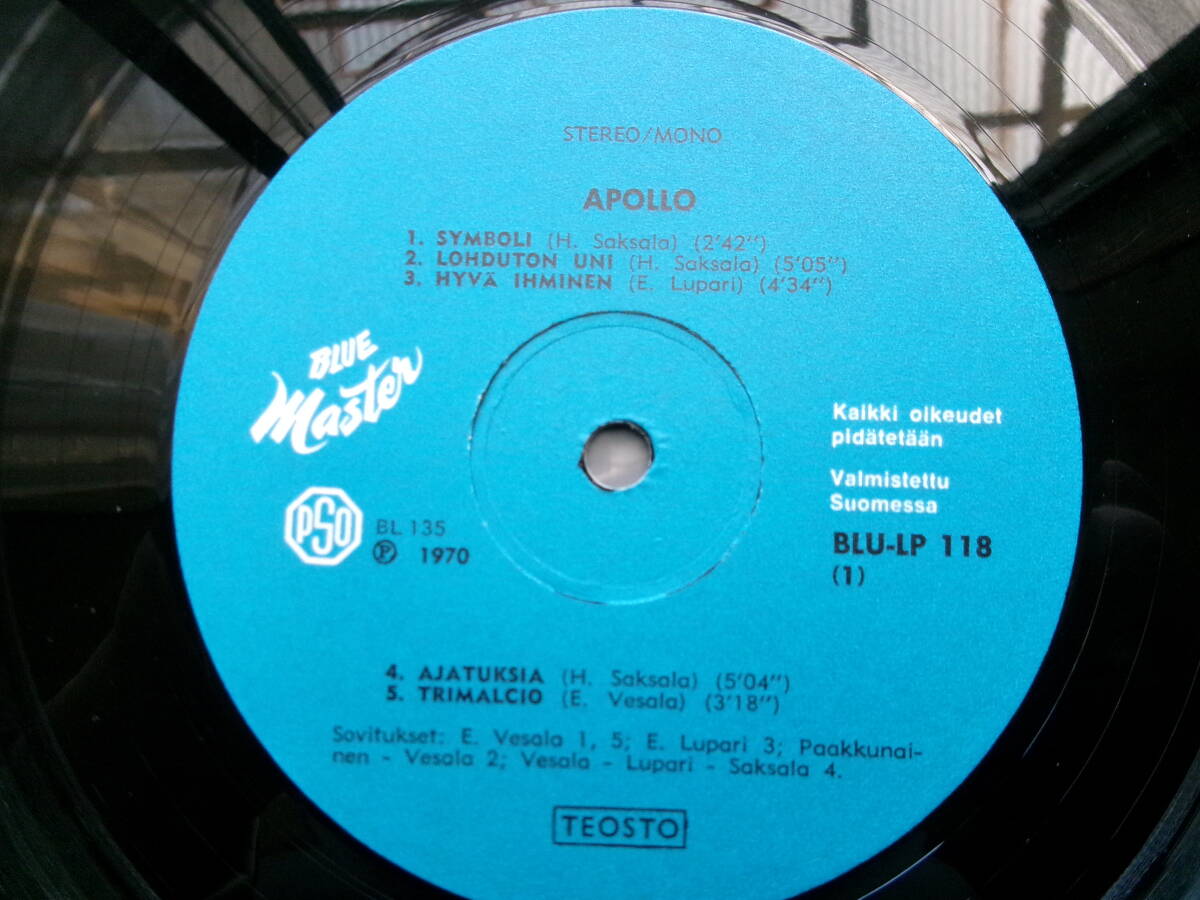 STEREO/MONO
APOLLO
1. SYMBOLI (H. Saksala) (2'42")
2. LOHDUTON UNI (H. Saksala) (5'05")
3. HYVÄ IHMINEN (E. Lupari) (4'34")
BLUE
Master
PSO
BL 135
Ⓟ 1970
Kaikki oikeudet
pidätetään
Valmistettu
Suomessa
BLU-LP 118
(1)
4. AJATUKSIA (H. Saksala) (5'04")
5. TRIMALCIO (E. Vesala) (3'18")
Sovitukset: E. Vesala 1, 5; E. Lupari 3; Paakkunai-
nen - Vesala 2; Vesala - Lupari - Saksala 4.
TEOSTO